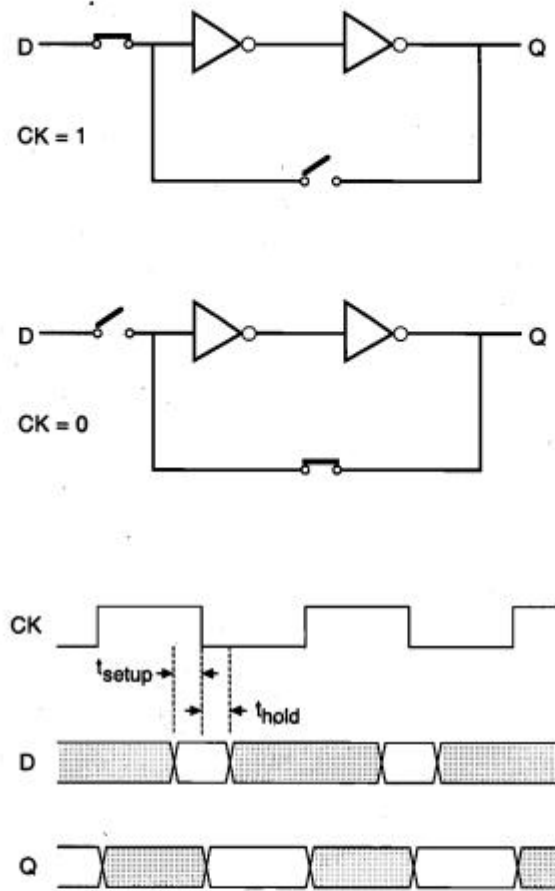 D Q
CK = 1
D Q
CK = 0
CK
tsetup
thold
D
Q